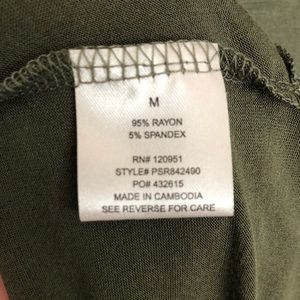 M
95% RAYON
5% SPANDEX
RN# 120951
STYLE# PSR842490
PO# 432615
MADE IN CAMBODIA
SEE REVERSE FOR CARE